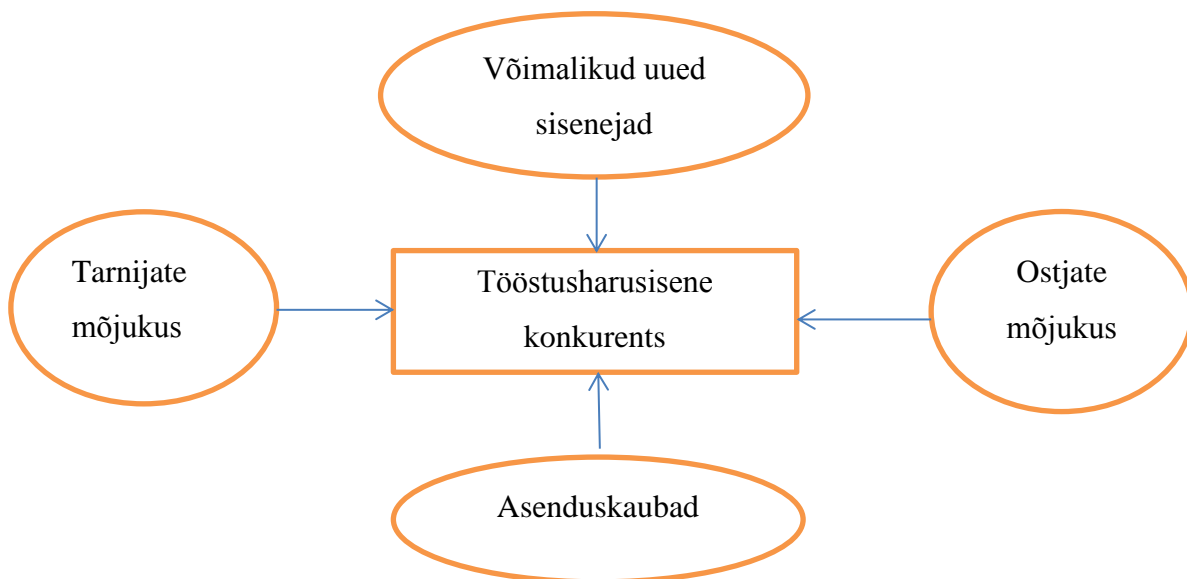 Võimalikud uued
sisenejad
Tarnijate
mõjukus
Tööstusharusisene
konkurents
Ostjate
mõjukus
Asenduskaubad